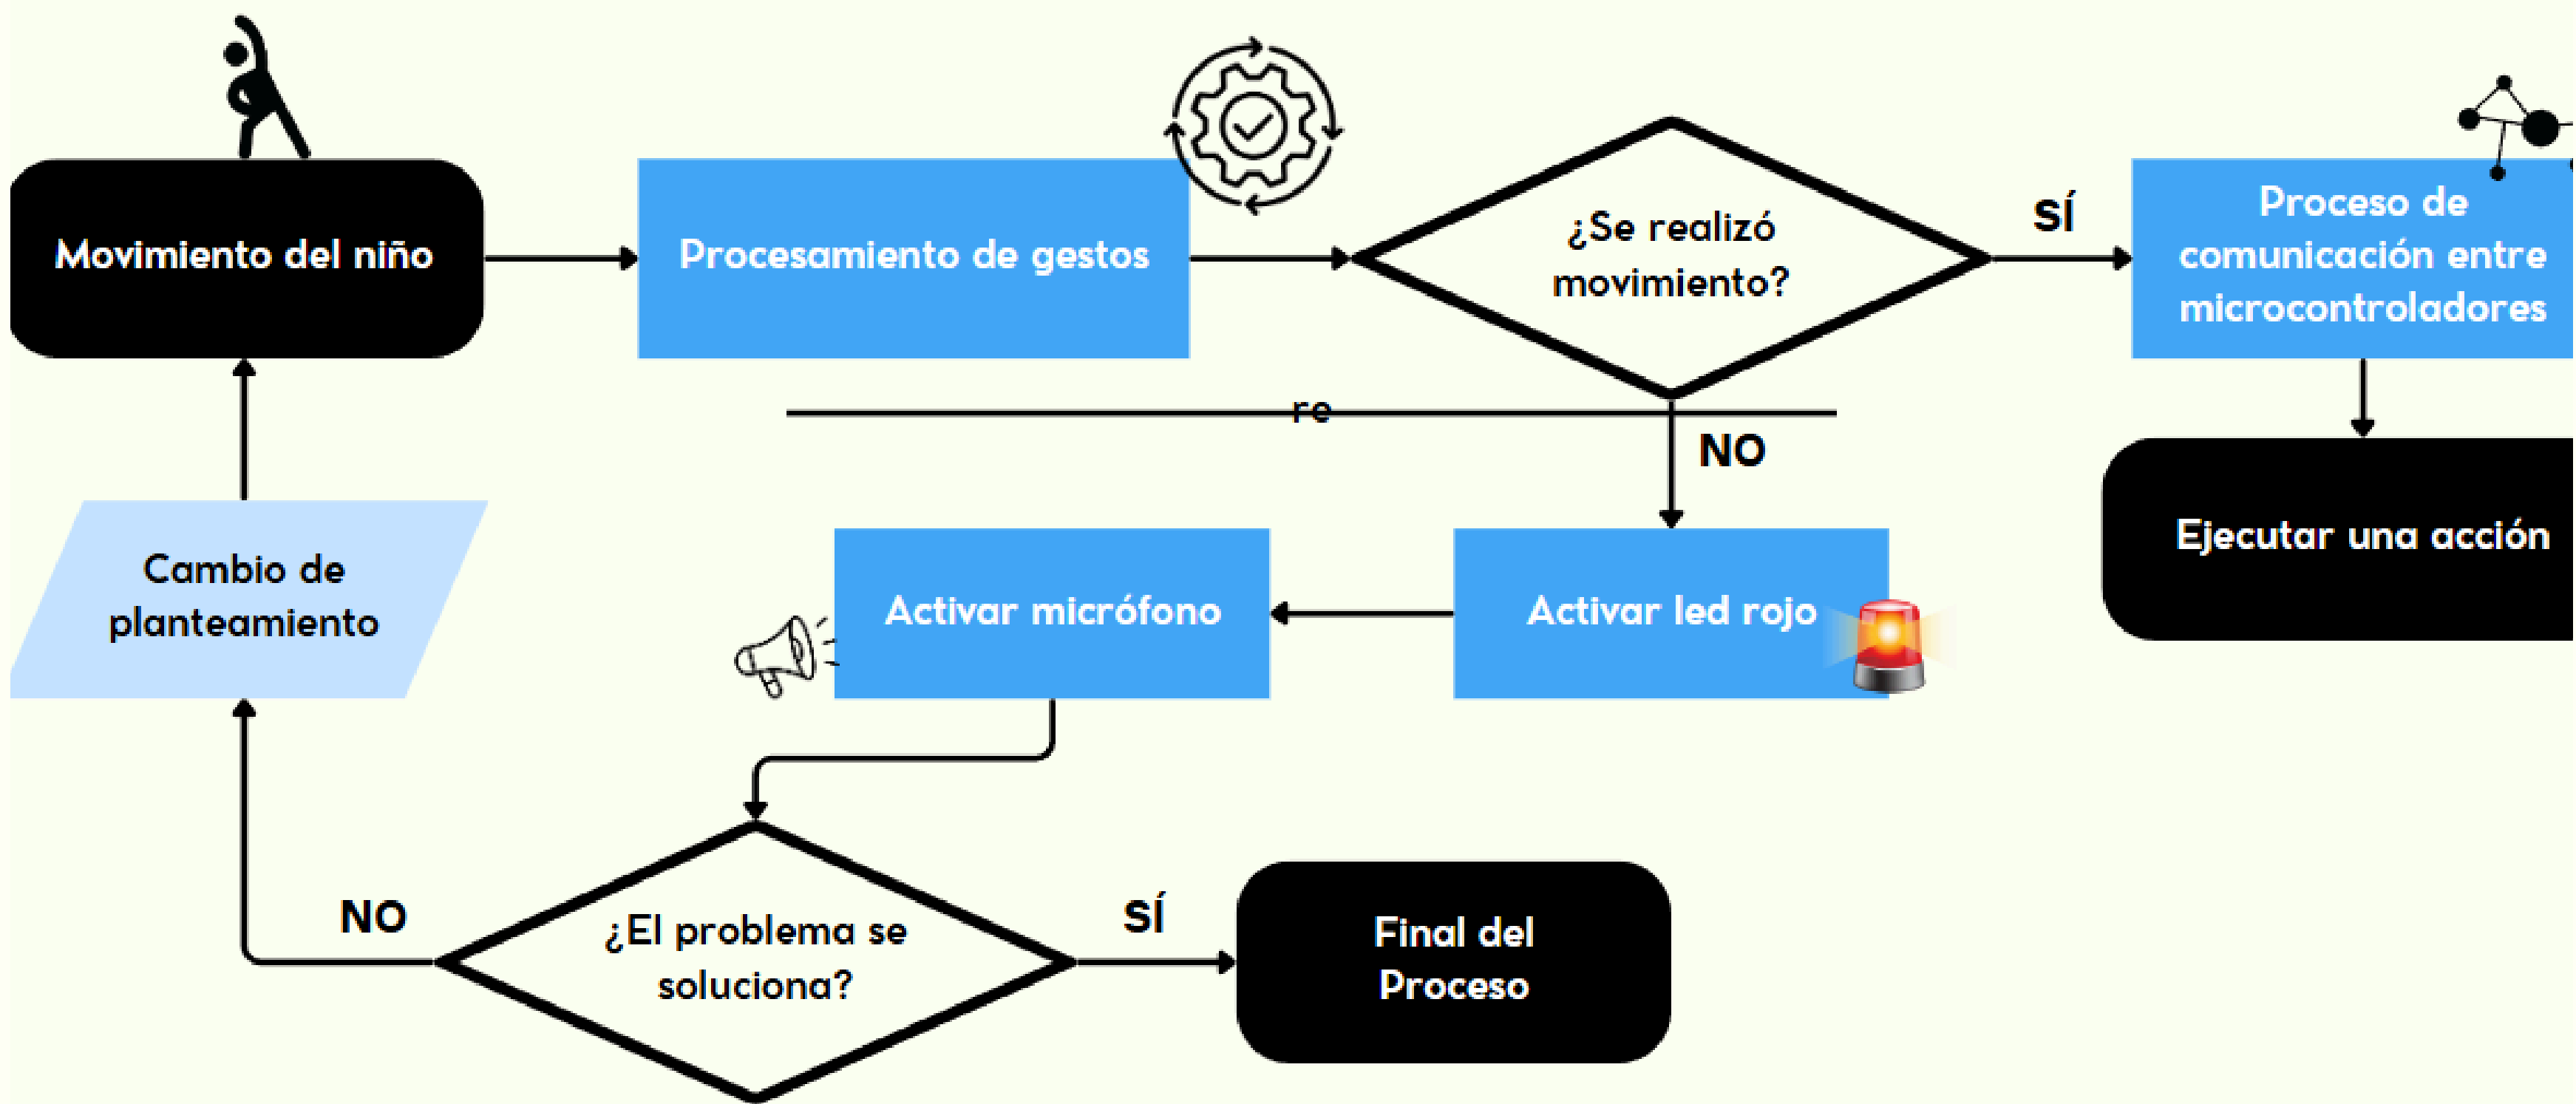 Movimiento del niño
Procesamiento de gestos
¿Se realizó
movimiento?
SÍ
Proceso de
comunicación entre
microcontroladores
re
NO
Ejecutar una acción
Activar led rojo
Activar micrófono
Cambio de
planteamiento
¿El problema se
soluciona?
NO
SÍ
Final del
Proceso